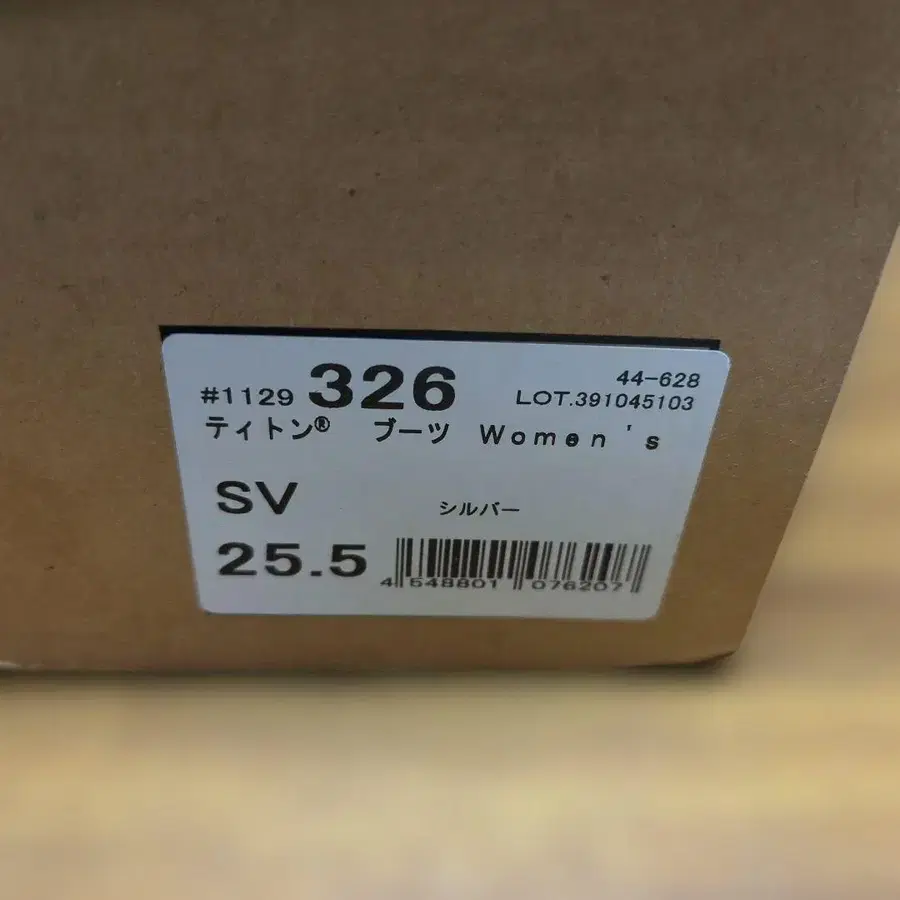 #1129 326 44-628
LOT.391045103
ティトン® ブーツ Women's
SV シルバー
25.5
4 548801 076207